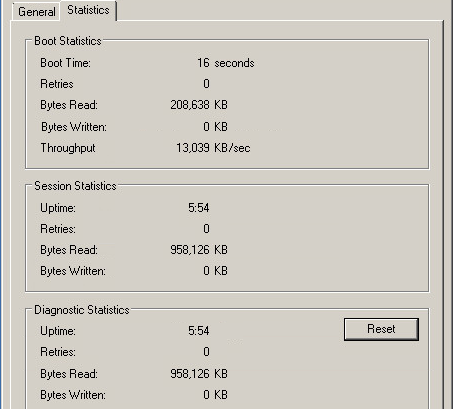 General Statistics
Boot Statistics
Boot Time: 16 seconds
Retries 0
Bytes Read: 208,638 KB
Bytes Written: 0 KB
Throughput 13,039 KB/sec
Session Statistics
Uptime: 5:54
Retries: 0
Bytes Read: 958,126 KB
Bytes Written: 0 KB
Diagnostic Statistics
Uptime: 5:54 Reset
Retries: 0
Bytes Read: 958,126 KB
Bytes Written: 0 KB